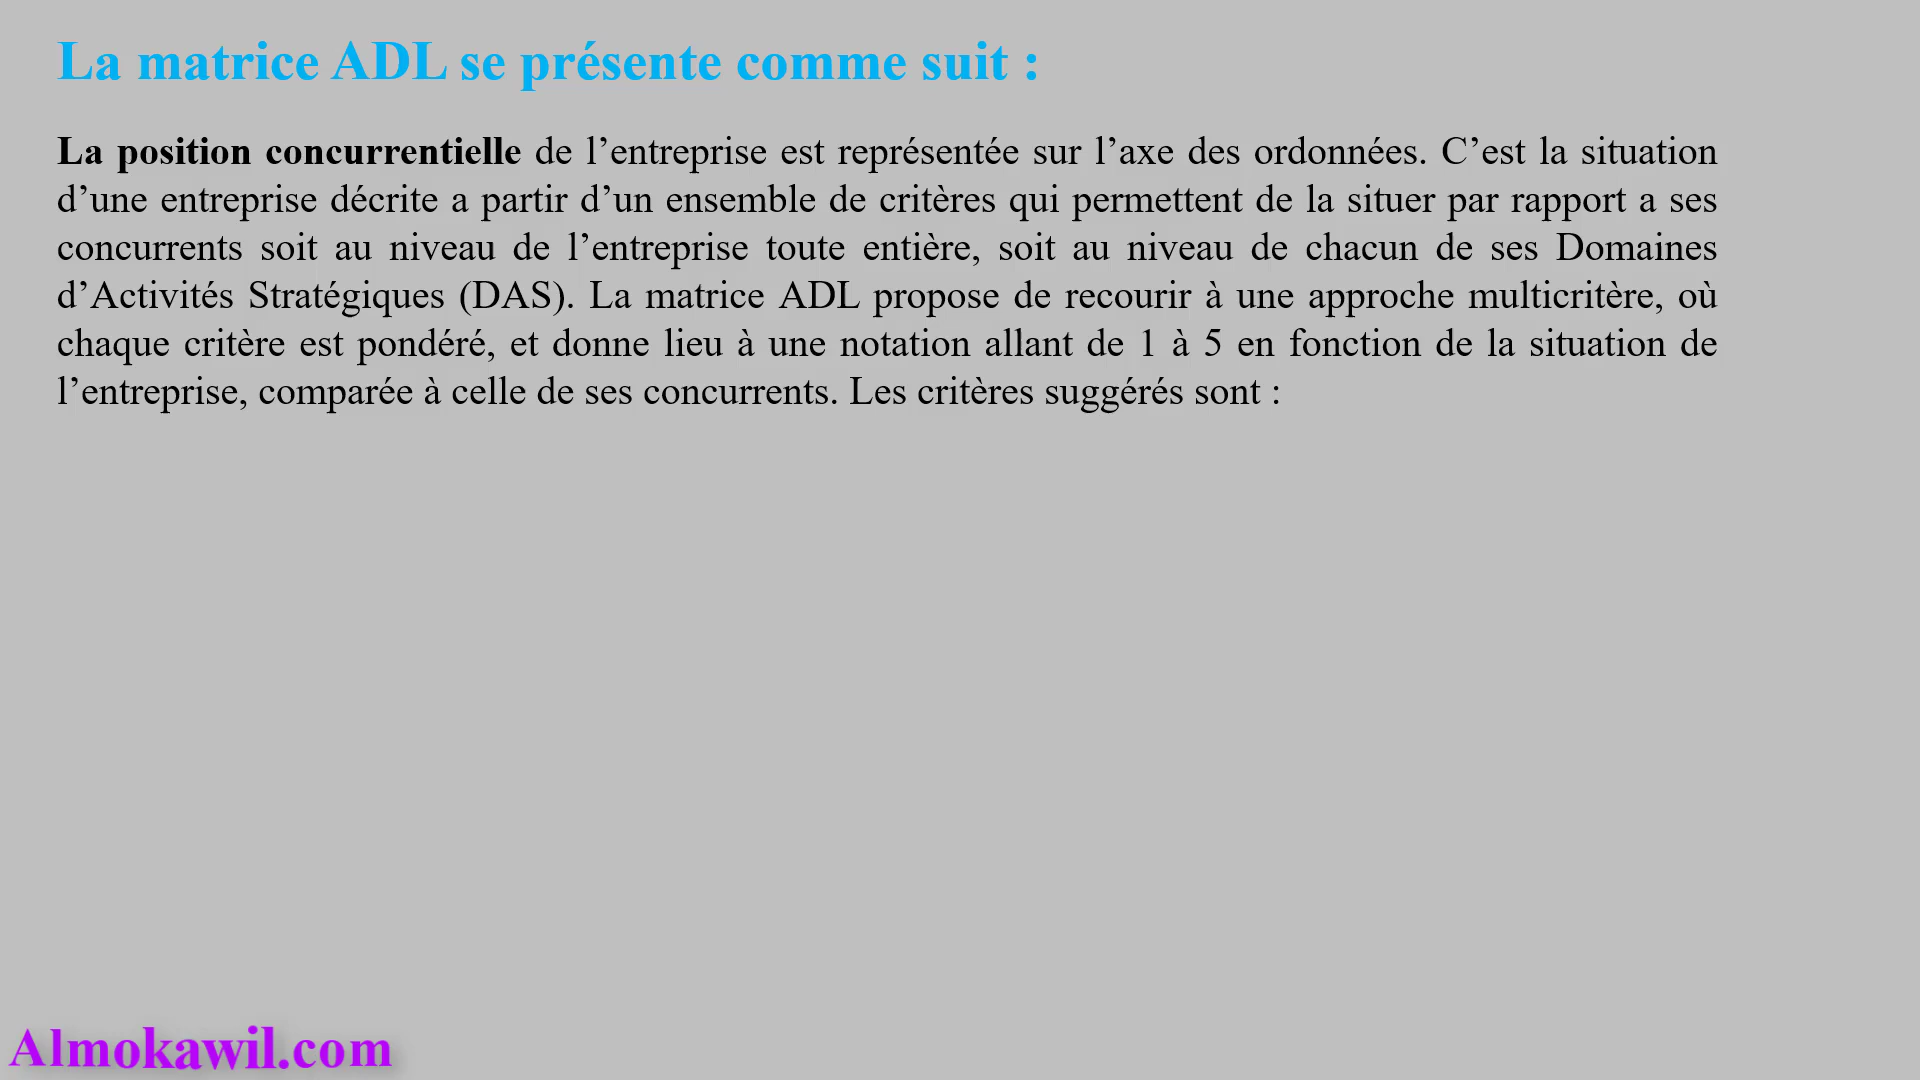 La matrice ADL se présente comme suit :
La position concurrentielle de l’entreprise est représentée sur l’axe des ordonnées. C’est la situation
d’une entreprise décrite a partir d’un ensemble de critères qui permettent de la situer par rapport a ses
concurrents soit au niveau de l’entreprise toute entière, soit au niveau de chacun de ses Domaines
d’Activités Stratégiques (DAS). La matrice ADL propose de recourir à une approche multicritère, où
chaque critère est pondéré, et donne lieu à une notation allant de 1 à 5 en fonction de la situation de
l’entreprise, comparée à celle de ses concurrents. Les critères suggérés sont :
Almokawil.com